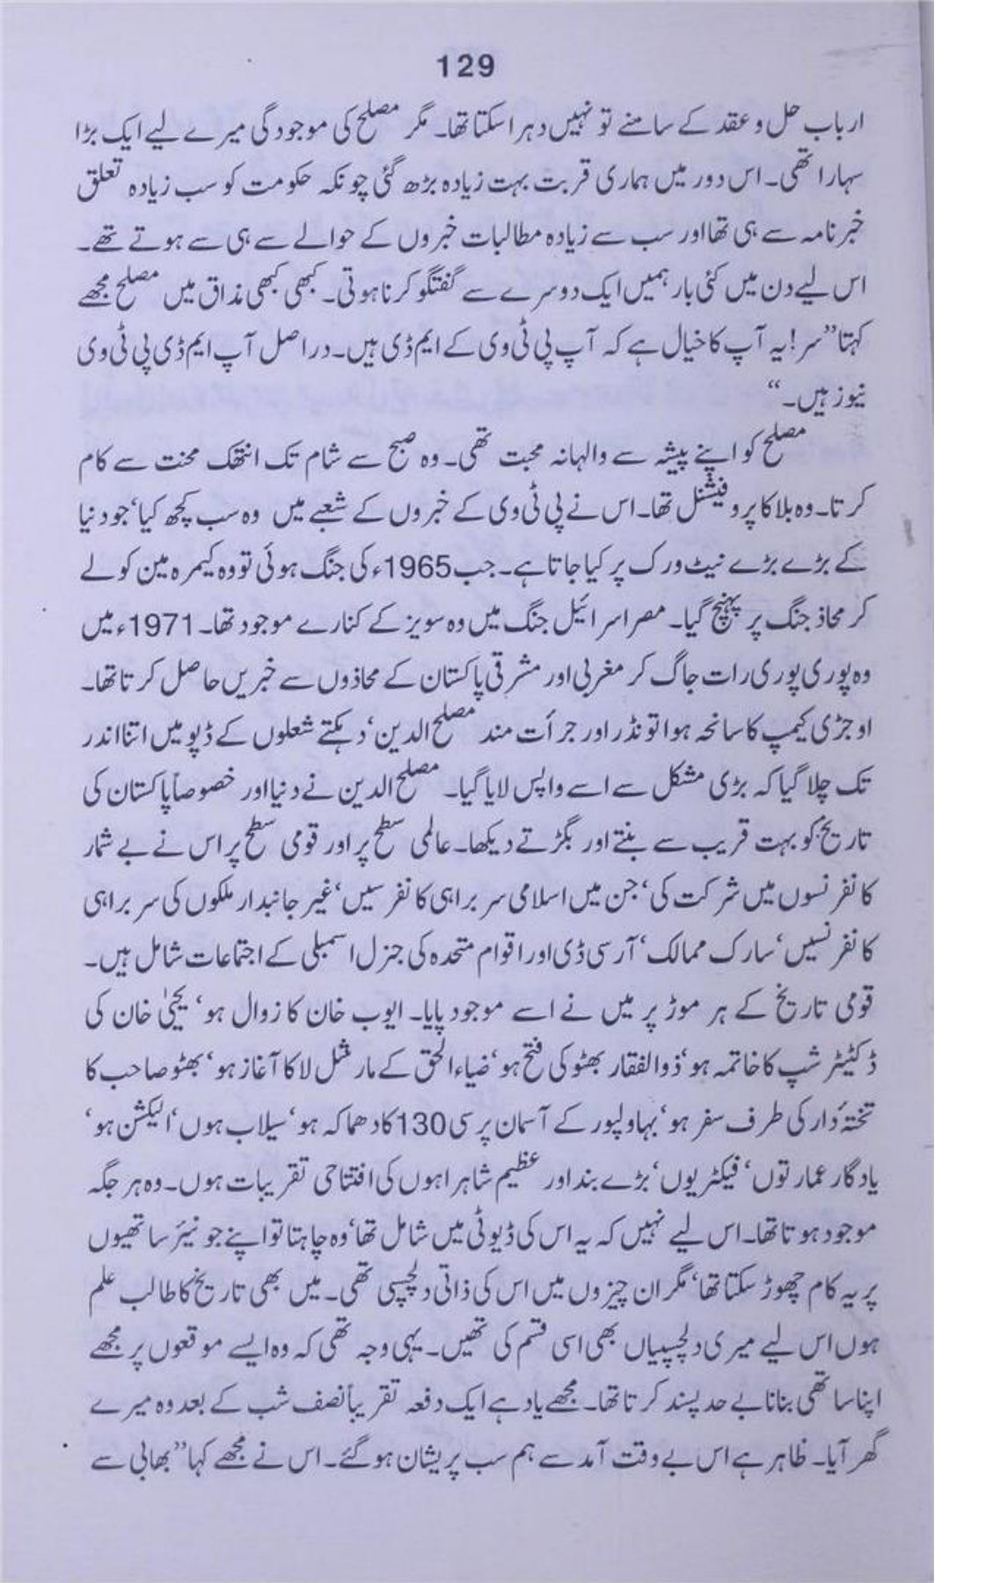 129
ارباب حل و عقد کے سامنے تو نہیں دہرا سکتا تھا۔ مگر مصلح کی موجودگی میرے لیے ایک بڑا
سہارا تھی۔ اس دور میں ہماری قربت بہت زیادہ بڑھ گئی چونکہ حکومت کو سب زیادہ تعلق
خبرنامہ سے ہی تھا اور سب سے زیادہ مطالبات خبروں کے حوالے سے ہی سے ہوتے تھے۔
اس لیے دن میں کئی بار ہمیں ایک دوسرے سے گفتگو کرنا ہوتی۔ کبھی کبھی مذاق میں مصلح مجھے
کہتا ”سر! یہ آپ کا خیال ہے کہ آپ پی ٹی وی کے ایم ڈی ہیں۔ دراصل آپ ایم ڈی پی ٹی وی
نیوز ہیں۔“
مصلح کو اپنے پیشہ سے والہانہ محبت تھی۔ وہ صبح سے شام تک انتھک محنت سے کام
کرتا۔ وہ بلا کا پروفیشنل تھا۔ اس نے پی ٹی وی کے خبروں کے شعبے میں وہ سب کچھ کیا‘ جو دنیا
کے بڑے بڑے نیٹ ورک پر کیا جاتا ہے۔ جب 1965ء کی جنگ ہوئی تو وہ کیمرہ مین کو لے
کر محاذ جنگ پر پہنچ گیا۔ مصر اسرائیل جنگ میں وہ سویز کے کنارے موجود تھا۔ 1971ء میں
وہ پوری پوری رات جاگ کر مغربی اور مشرقی پاکستان کے محاذوں سے خبریں حاصل کرتا تھا۔
اوجڑی کیمپ کا سانحہ ہوا تو نڈر اور جرأت مند مصلح الدین‘ دہکتے شعلوں کے ڈپو میں اتنا اندر
تک چلا گیا کہ بڑی مشکل سے اسے واپس لایا گیا۔ مصلح الدین نے دنیا اور خصوصاً پاکستان کی
تاریخ کو بہت قریب سے بنتے اور بگڑتے دیکھا۔ عالمی سطح پر اور قومی سطح پر اس نے بے شمار
کانفرنسوں میں شرکت کی‘ جن میں اسلامی سربراہی کانفرسیں‘ غیر جانبدار ملکوں کی سربراہی
کانفرنسیں‘ سارک ممالک‘ آر سی ڈی اور اقوام متحدہ کی جنرل اسمبلی کے اجتماعات شامل ہیں۔
قومی تاریخ کے ہر موڑ پر میں نے اسے موجود پایا۔ ایوب خان کا زوال ہو‘ یحییٰ خان کی
ڈکٹیٹر شپ کا خاتمہ ہو‘ ذوالفقار بھٹو کی فتح ہو‘ ضیاء الحق کے مارشل لا کا آغاز ہو‘ بھٹو صاحب کا
تختۂ دار کی طرف سفر ہو‘ بہاولپور کے آسمان پر سی 130 کا دھماکہ ہو‘ سیلاب ہوں‘ الیکشن ہو‘
یادگار عمارتوں‘ فیکٹریوں‘ بڑے بند اور عظیم شاہراہوں کی افتتاحی تقریبات ہوں۔ وہ ہر جگہ
موجود ہوتا تھا۔ اس لیے نہیں کہ یہ اس کی ڈیوٹی میں شامل تھا‘ وہ چاہتا تو اپنے جونیئر ساتھیوں
پر یہ کام چھوڑ سکتا تھا‘ مگر ان چیزوں میں اس کی ذاتی دلچسپی تھی۔ میں بھی تاریخ کا طالب علم
ہوں اس لیے میری دلچسپیاں بھی اسی قسم کی تھیں۔ یہی وجہ تھی کہ وہ ایسے موقعوں پر مجھے
اپنا ساتھی بنانا بے حد پسند کرتا تھا۔ مجھے یاد ہے ایک دفعہ تقریباً نصف شب کے بعد وہ میرے
گھر آیا۔ ظاہر ہے اس بے وقت آمد سے ہم سب پریشان ہو گئے۔ اس نے مجھے کہا ”بھابی سے